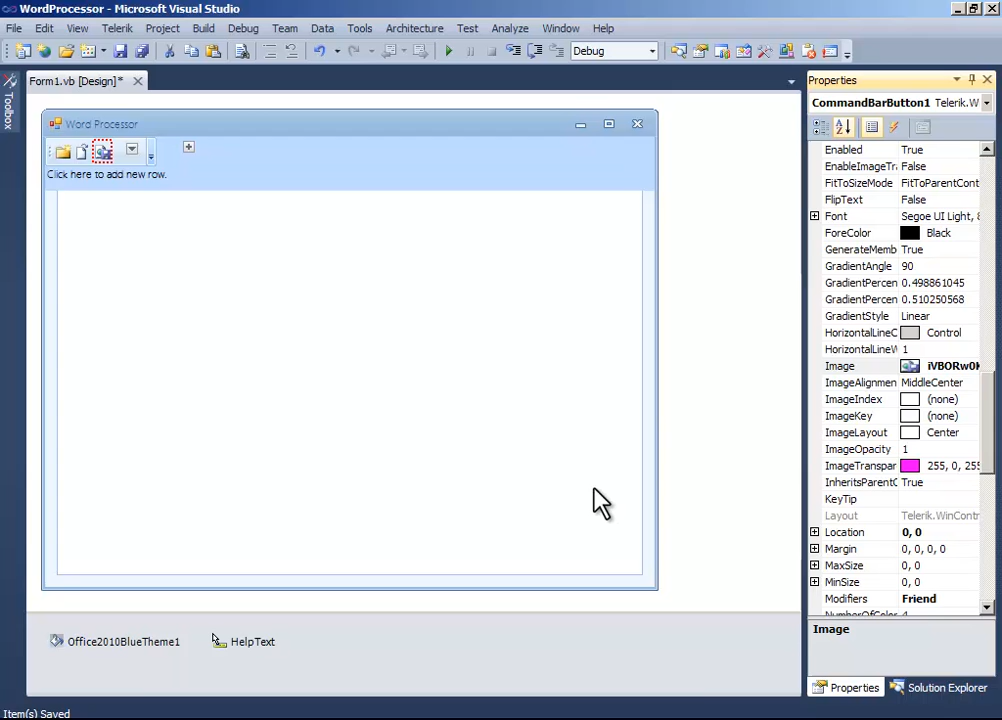 WordProcessor - Microsoft Visual Studio
File Edit View Telerik Project Build Debug Team Data Tools Architecture Test Analyze Window Help
Debug
Toolbox
Form1.vb [Design]*
Word Processor
Click here to add new row.
Office2010BlueTheme1
HelpText
Properties
CommandBarButton1 Telerik.W
Enabled True
EnableImageTr False
FitToSizeMode FitToParentCont
FlipText False
Font Segoe UI Light, 8
ForeColor Black
GenerateMemb True
GradientAngle 90
GradientPercen 0.498861045
GradientPercen 0.510250568
GradientStyle Linear
HorizontalLineC Control
HorizontalLineW 1
Image iVBORw0K
ImageAlignmen MiddleCenter
ImageIndex (none)
ImageKey (none)
ImageLayout Center
ImageOpacity 1
ImageTranspar 255, 0, 255
InheritsParentC True
KeyTip
Layout Telerik.WinContr
Location 0, 0
Margin 0, 0, 0, 0
MaxSize 0, 0
MinSize 0, 0
Modifiers Friend
Image
Properties Solution Explorer
Item(s) Saved